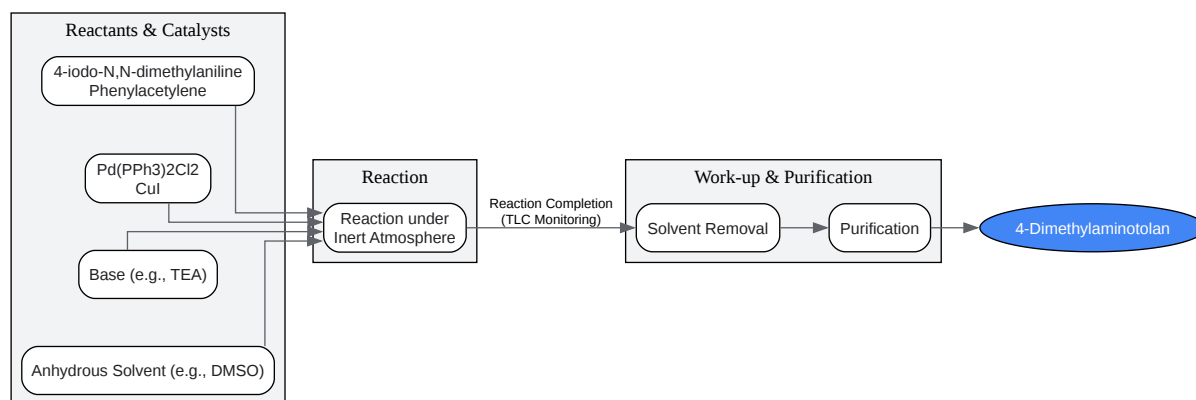 Reactants & Catalysts
4-iodo-N,N-dimethylaniline
Phenylacetylene
Pd(PPh3)2Cl2
CuI
Base (e.g., TEA)
Anhydrous Solvent (e.g., DMSO)
Reaction
Reaction under
Inert Atmosphere
Reaction Completion
(TLC Monitoring)
Work-up & Purification
Solvent Removal
Purification
4-Dimethylaminotolan